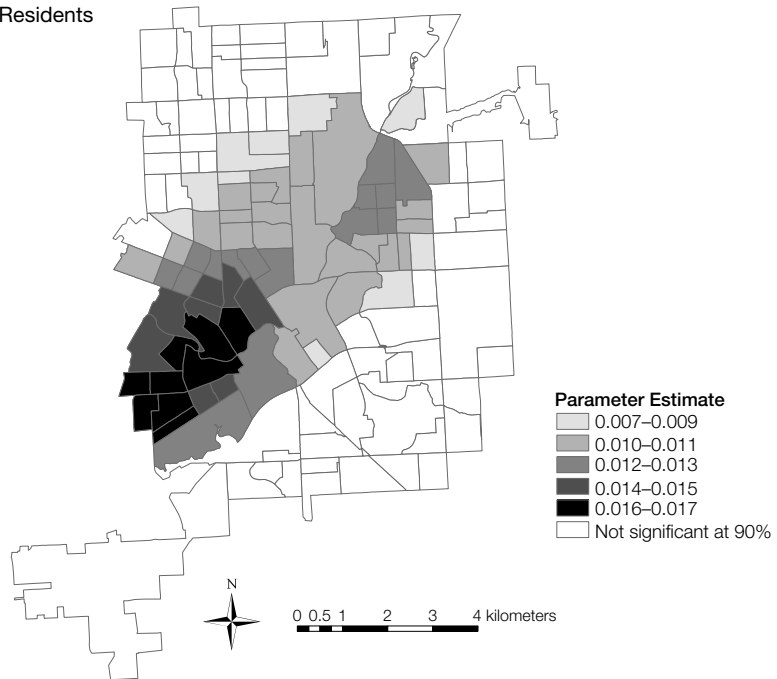 Residents
Parameter Estimate
0.007–0.009
0.010–0.011
0.012–0.013
0.014–0.015
0.016–0.017
Not significant at 90%
N
0 0.5 1 2 3 4 kilometers